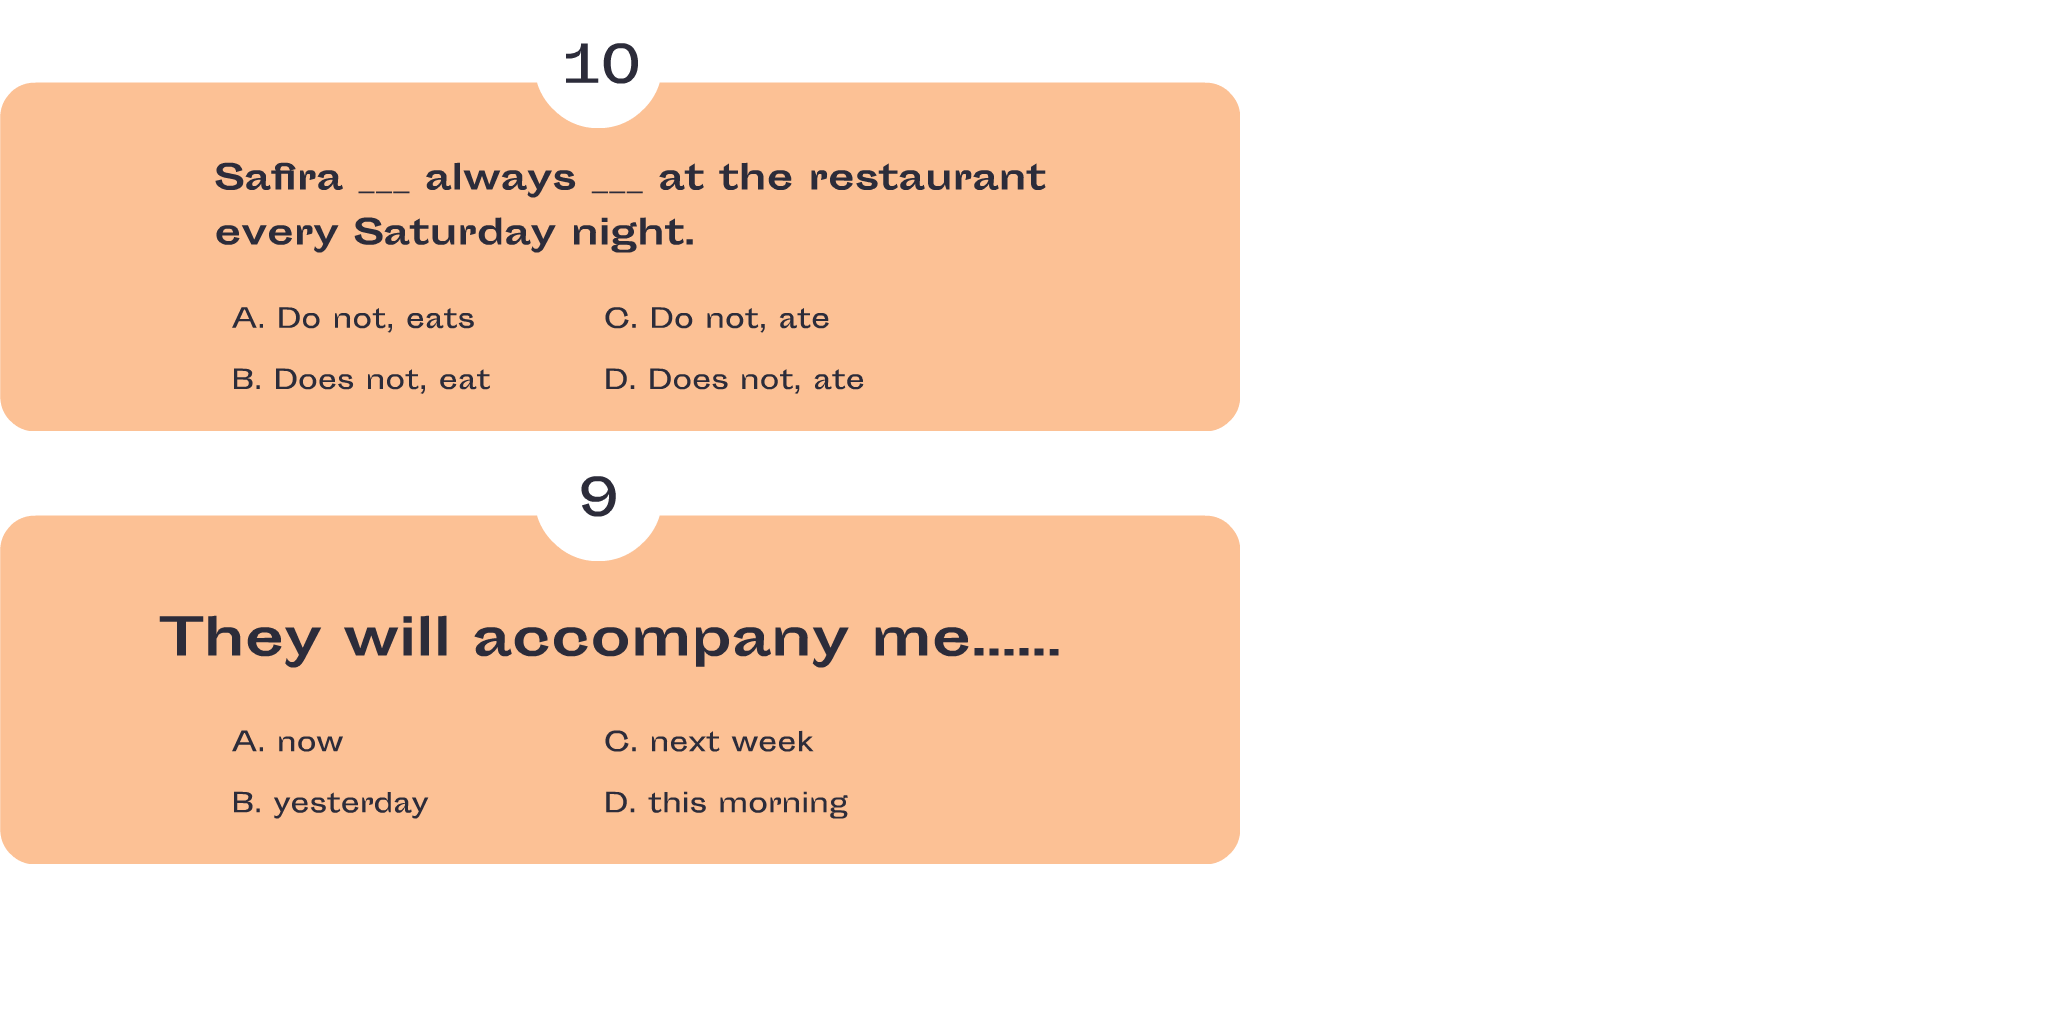 10
Safira ___ always ___ at the restaurant
every Saturday night.
A. Do not, eats
B. Does not, eat
C. Do not, ate
D. Does not, ate
9
They will accompany me......
A. now
B. yesterday
C. next week
D. this morning